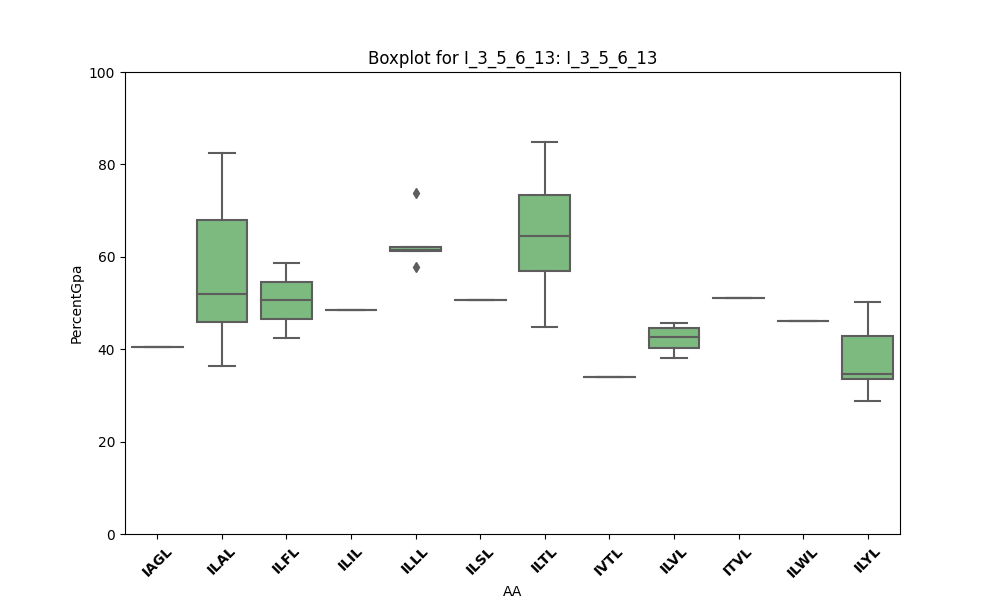 Boxplot for I_3_5_6_13: I_3_5_6_13
100
80
60
40
20
0
PercentGpa
IAGL ILAL ILFL ILIL ILLL ILSL ILTL IVTL ILVL ITVL ILWL ILYL
AA